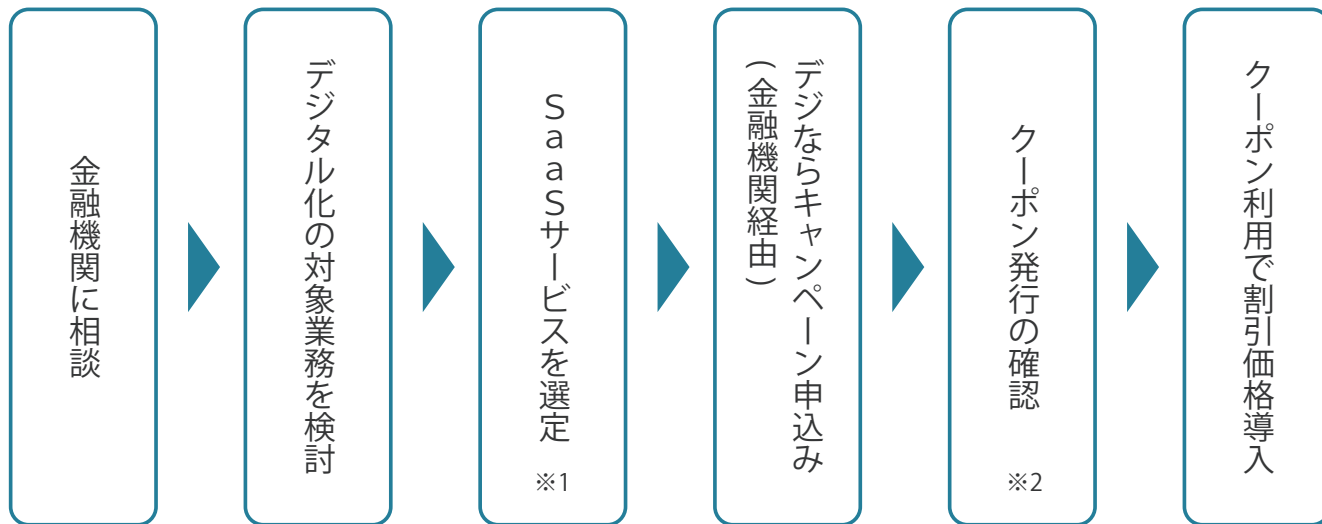 金融機関に相談
デジタル化の対象業務を検討
ＳａａＳサービスを選定
※1
デジならキャンペーン申込み
(金融機関経由)
クーポン発行の確認
※2
クーポン利用で割引価格導入